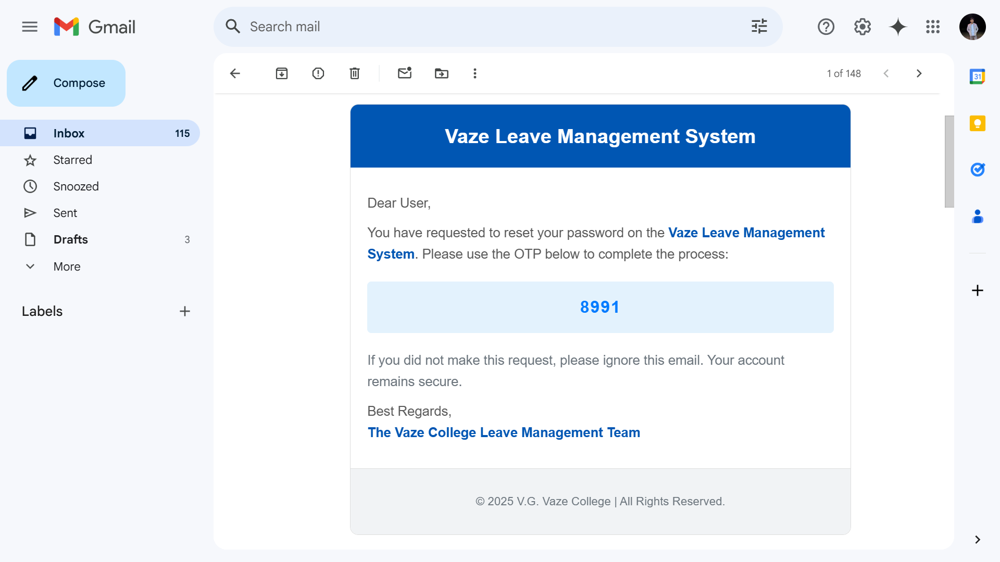 Gmail
Search mail
Compose
1 of 148
Inbox 115
Starred
Snoozed
Sent
Drafts 3
More
Labels
31
Vaze Leave Management System
Dear User,
You have requested to reset your password on the Vaze Leave Management
System. Please use the OTP below to complete the process:
8991
If you did not make this request, please ignore this email. Your account
remains secure.
Best Regards,
The Vaze College Leave Management Team
© 2025 V.G. Vaze College | All Rights Reserved.